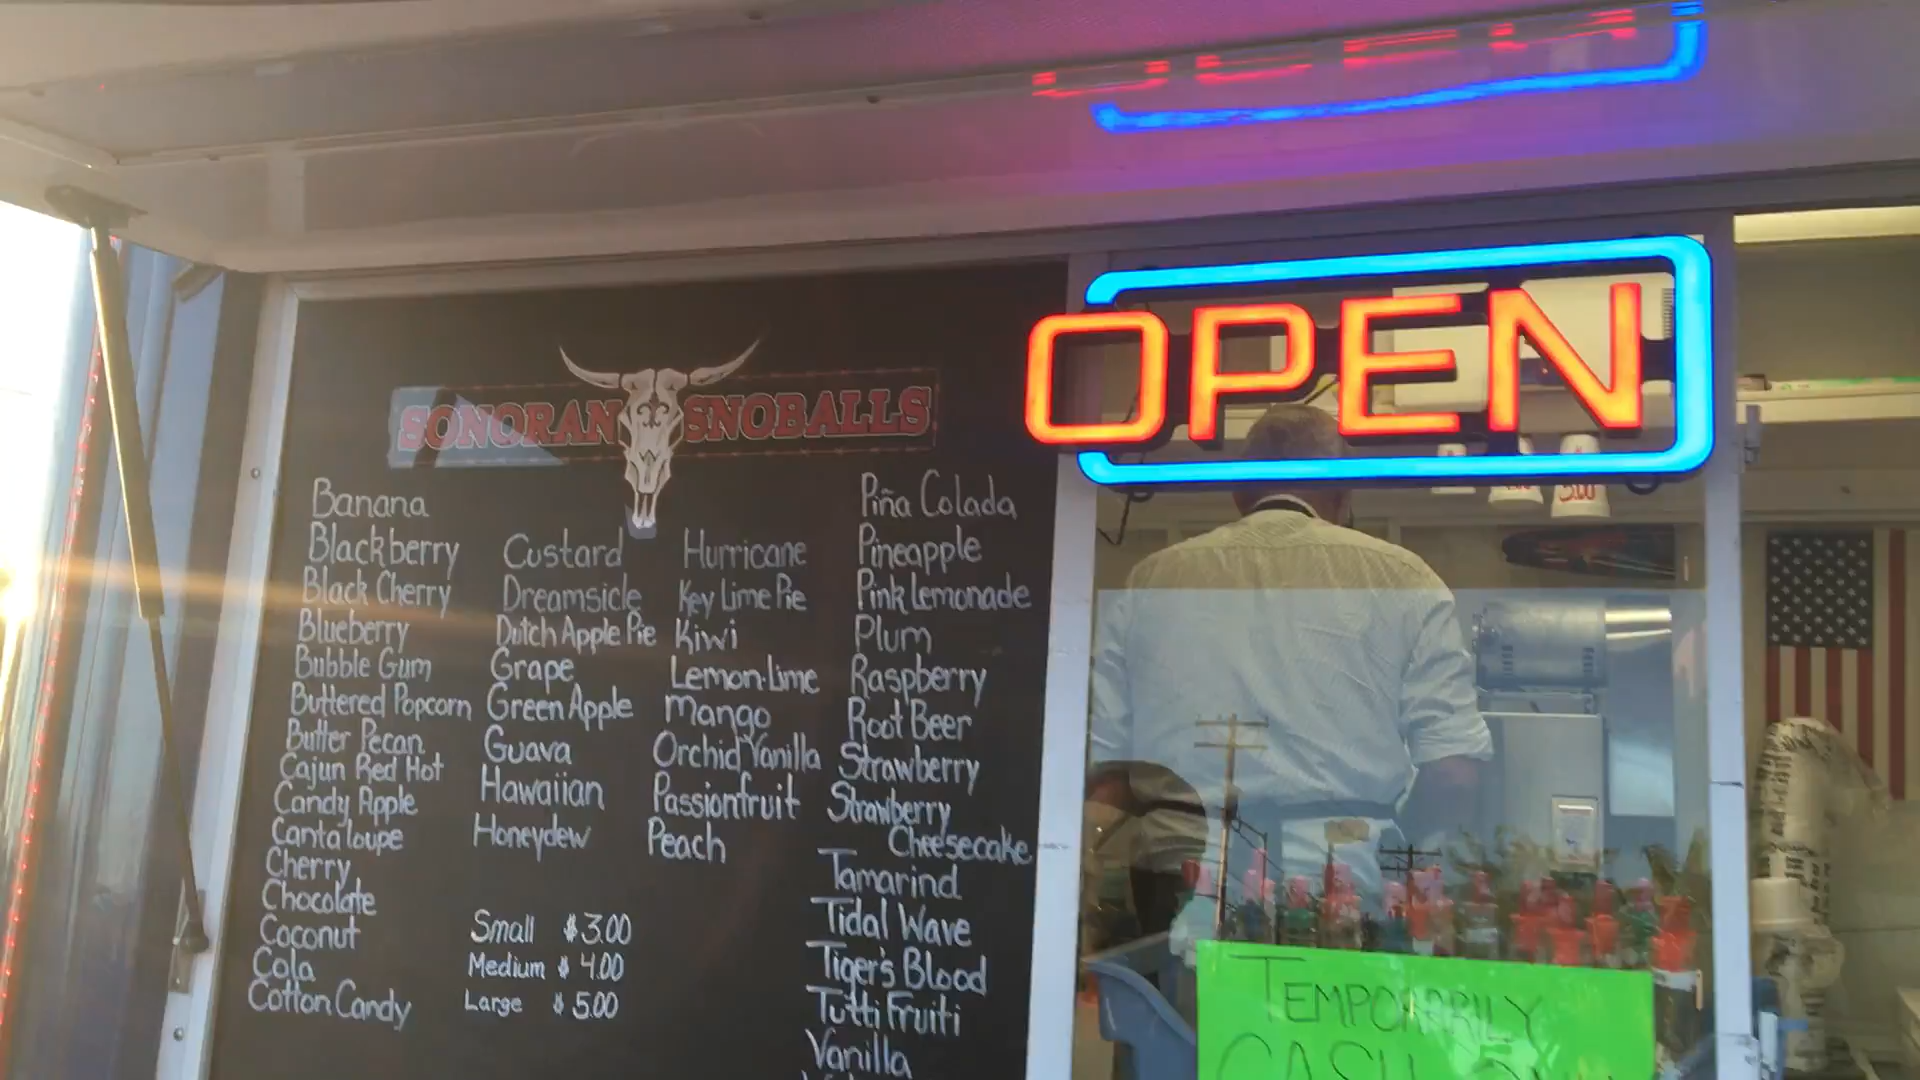 OPEN
SONORAN SNOBALLS
Banana
Blackberry
Black Cherry
Blueberry
Bubble Gum
Buttered Popcorn
Butter Pecan
Cajun Red Hot
Candy Apple
Cantaloupe
Cherry
Chocolate
Coconut
Cola
Cotton Candy
Custard
Dreamsicle
Dutch Apple Pie
Grape
Green Apple
Guava
Hawaiian
Honeydew
Small $3.00
Medium $4.00
Large $5.00
Hurricane
Key Lime Pie
Kiwi
Lemon-Lime
Mango
Orchid Vanilla
Passionfruit
Peach
Piña Colada
Pineapple
Pink Lemonade
Plum
Raspberry
Root Beer
Strawberry
Strawberry
Cheesecake
Tamarind
Tidal Wave
Tiger's Blood
Tutti Fruiti
Vanilla
5.00
TEMPORARILY
CASH